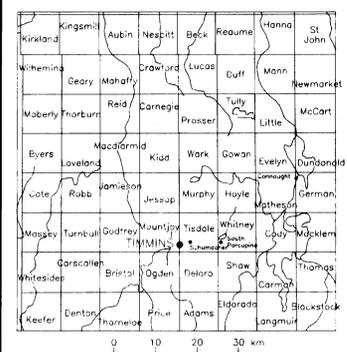 Kirkland Kingsmill Aubin Nesbitt Beck Reaume Hanna St John
Geary Mahaffy Crawford Lucas Duff Mann Newmarket
Moberly Thorburn Reid Carnegie Prosser Tully Little McCart
Byers Loveland Macdiarmid Kidd Wark Gowan Evelyn Dundonald
Connaught
Cote Robb Jamieson Jessop Murphy Hoyle Matheson German
Massey Turnbull Godfrey Mountjoy Tisdale Whitney Cody Macklem
TIMMINS Schumacher South Porcupine
Whitesides Carscallen Bristol Ogden Deloro Shaw Carman Thomas
Keefer Denton Thorneloe Price Adams Eldorado Langmuir Blackstock
0 10 20 30 km